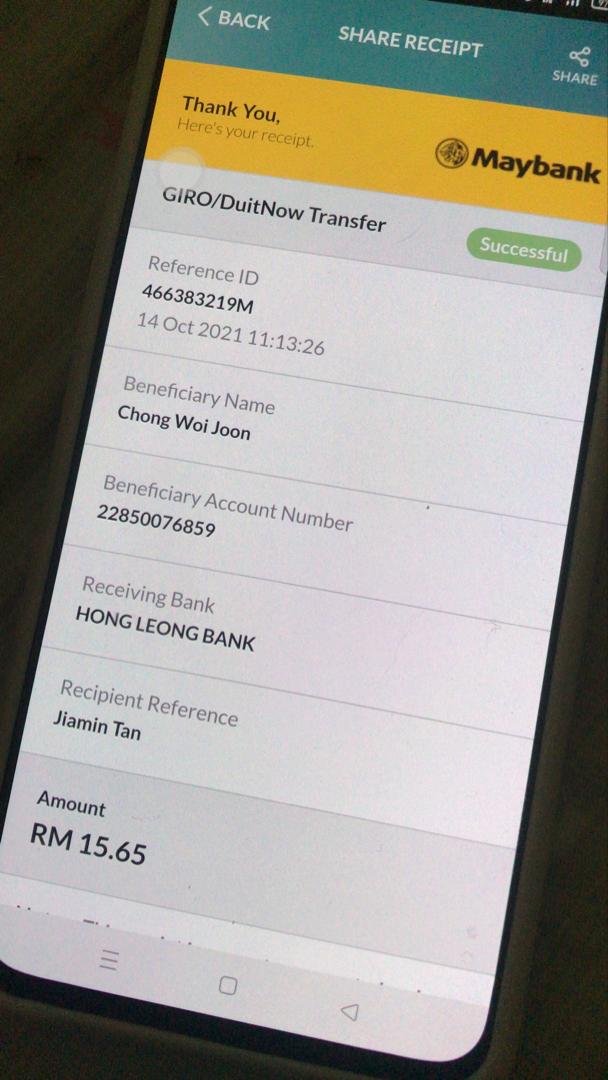 BACK
SHARE RECEIPT
SHARE
Thank You,
Here's your receipt.
Maybank
GIRO/DuitNow Transfer
Successful
Reference ID
466383219M
14 Oct 2021 11:13:26
Beneficiary Name
Chong Woi Joon
Beneficiary Account Number
22850076859
Receiving Bank
HONG LEONG BANK
Recipient Reference
Jiamin Tan
Amount
RM 15.65